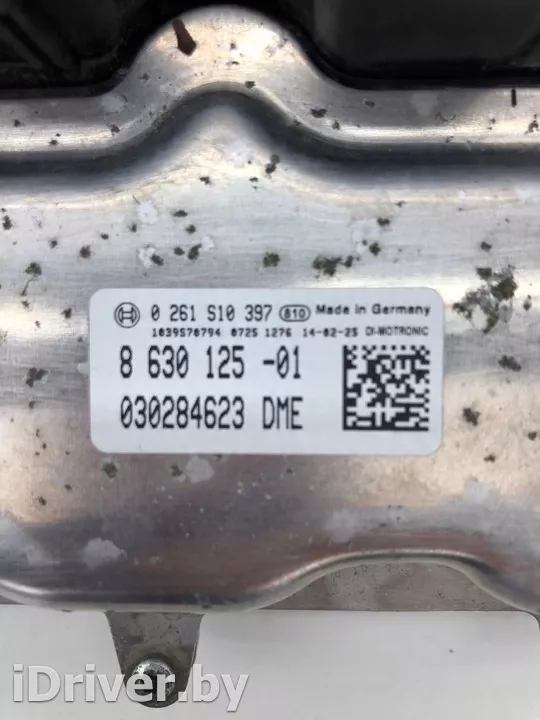 BOSCH 0 261 S10 397 810 Made in Germany
1039S70794 0725 1276 14-02-25 DI-MOTRONIC
8 630 125 -01
030284623 DME
iDriver.by